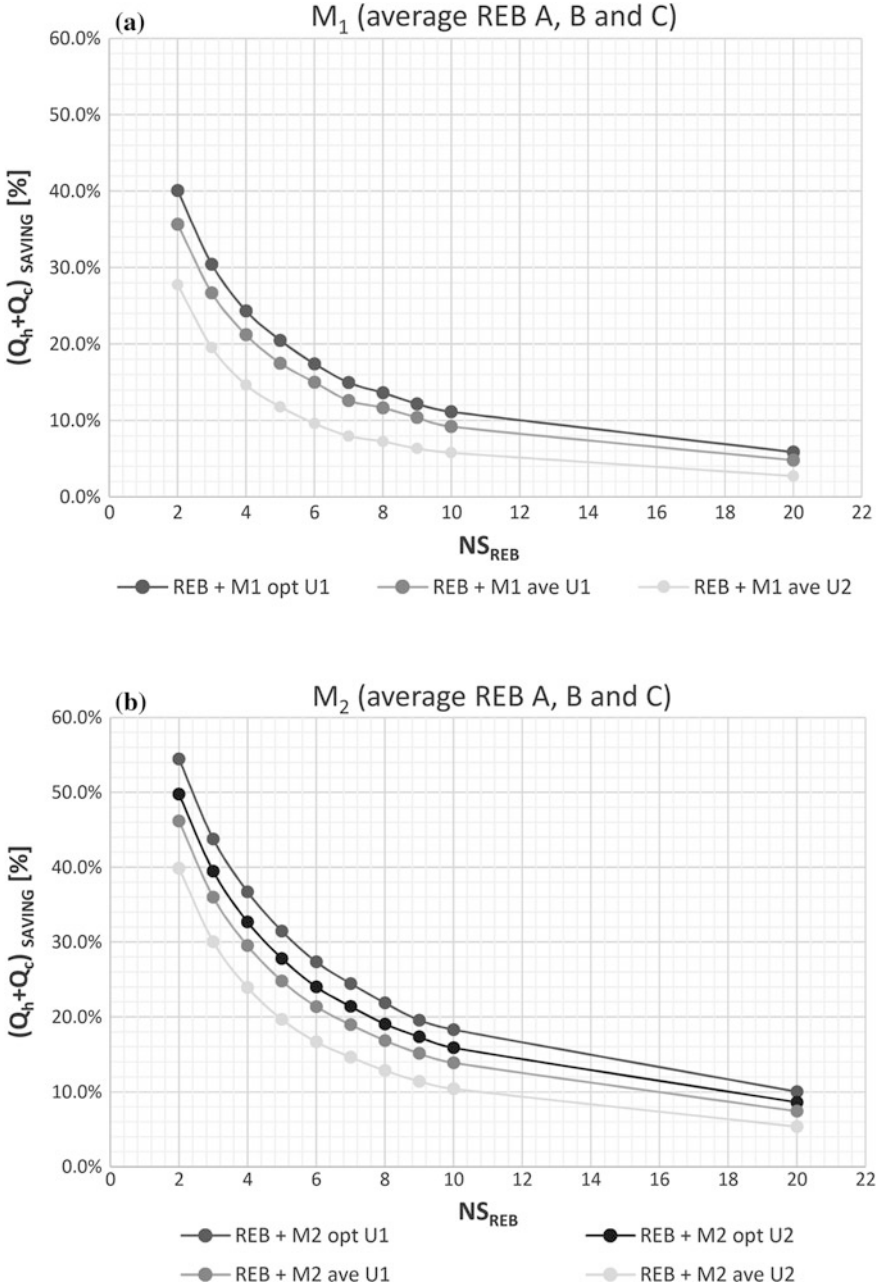 (a) M1 (average REB A, B and C)
60.0%
50.0%
40.0%
30.0%
20.0%
10.0%
0.0%
(Qh+Qc) SAVING [%]
0 2 4 6 8 10 12 14 16 18 20 22
NSREB
REB + M1 opt U1 REB + M1 ave U1 REB + M1 ave U2
(b) M2 (average REB A, B and C)
60.0%
50.0%
40.0%
30.0%
20.0%
10.0%
0.0%
(Qh+Qc) SAVING [%]
0 2 4 6 8 10 12 14 16 18 20 22
NSREB
REB + M2 opt U1 REB + M2 opt U2
REB + M2 ave U1 REB + M2 ave U2